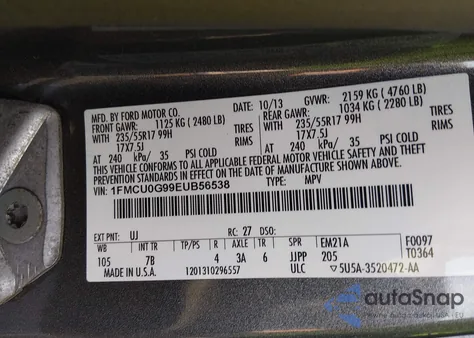 MFD. BY FORD MOTOR CO.
DATE: 10/13 GVWR: 2159 KG ( 4760 LB)
FRONT GAWR: 1125 KG ( 2480 LB) REAR GAWR: 1034 KG ( 2280 LB)
WITH 235/55R17 99H TIRES WITH 235/55R17 99H TIRES
17X7.5J RIMS 17X7.5J RIMS
AT 240 kPa/ 35 PSI COLD AT 240 kPa/ 35 PSI COLD
THIS VEHICLE CONFORMS TO ALL APPLICABLE FEDERAL MOTOR VEHICLE SAFETY AND THEFT
PREVENTION STANDARDS IN EFFECT ON THE DATE OF MANUFACTURE SHOWN ABOVE.
VIN: 1FMCU0G99EUB56538 TYPE: MPV
EXT PNT: UJ RC: 27 DSO:
WB INT TR TP/PS R AXLE TR SPR EM21A F0097
105 7B 4 3A 6 JJPP 205 T0364
MADE IN U.S.A. 1201310296557 ULC ▽5U5A-3520472-AA
autoSnap